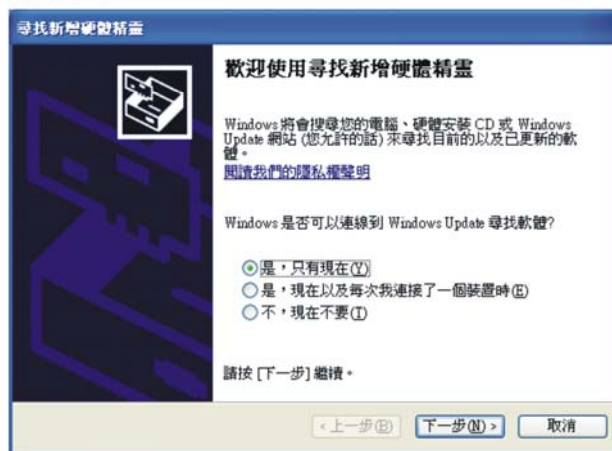 尋找新增硬體精靈
歡迎使用尋找新增硬體精靈
Windows 將會搜尋您的電腦、硬體安裝 CD 或 Windows
Update 網站 (您允許的話) 來尋找目前的以及已更新的軟
體。
閱讀我們的隱私權聲明
Windows 是否可以連線到 Windows Update 尋找軟體?
是，只有現在(Y)
是，現在以及每次我連接了一個裝置時(E)
不，現在不要(T)
請按 [下一步] 繼續。
<上一步(B) 下一步(N)> 取消